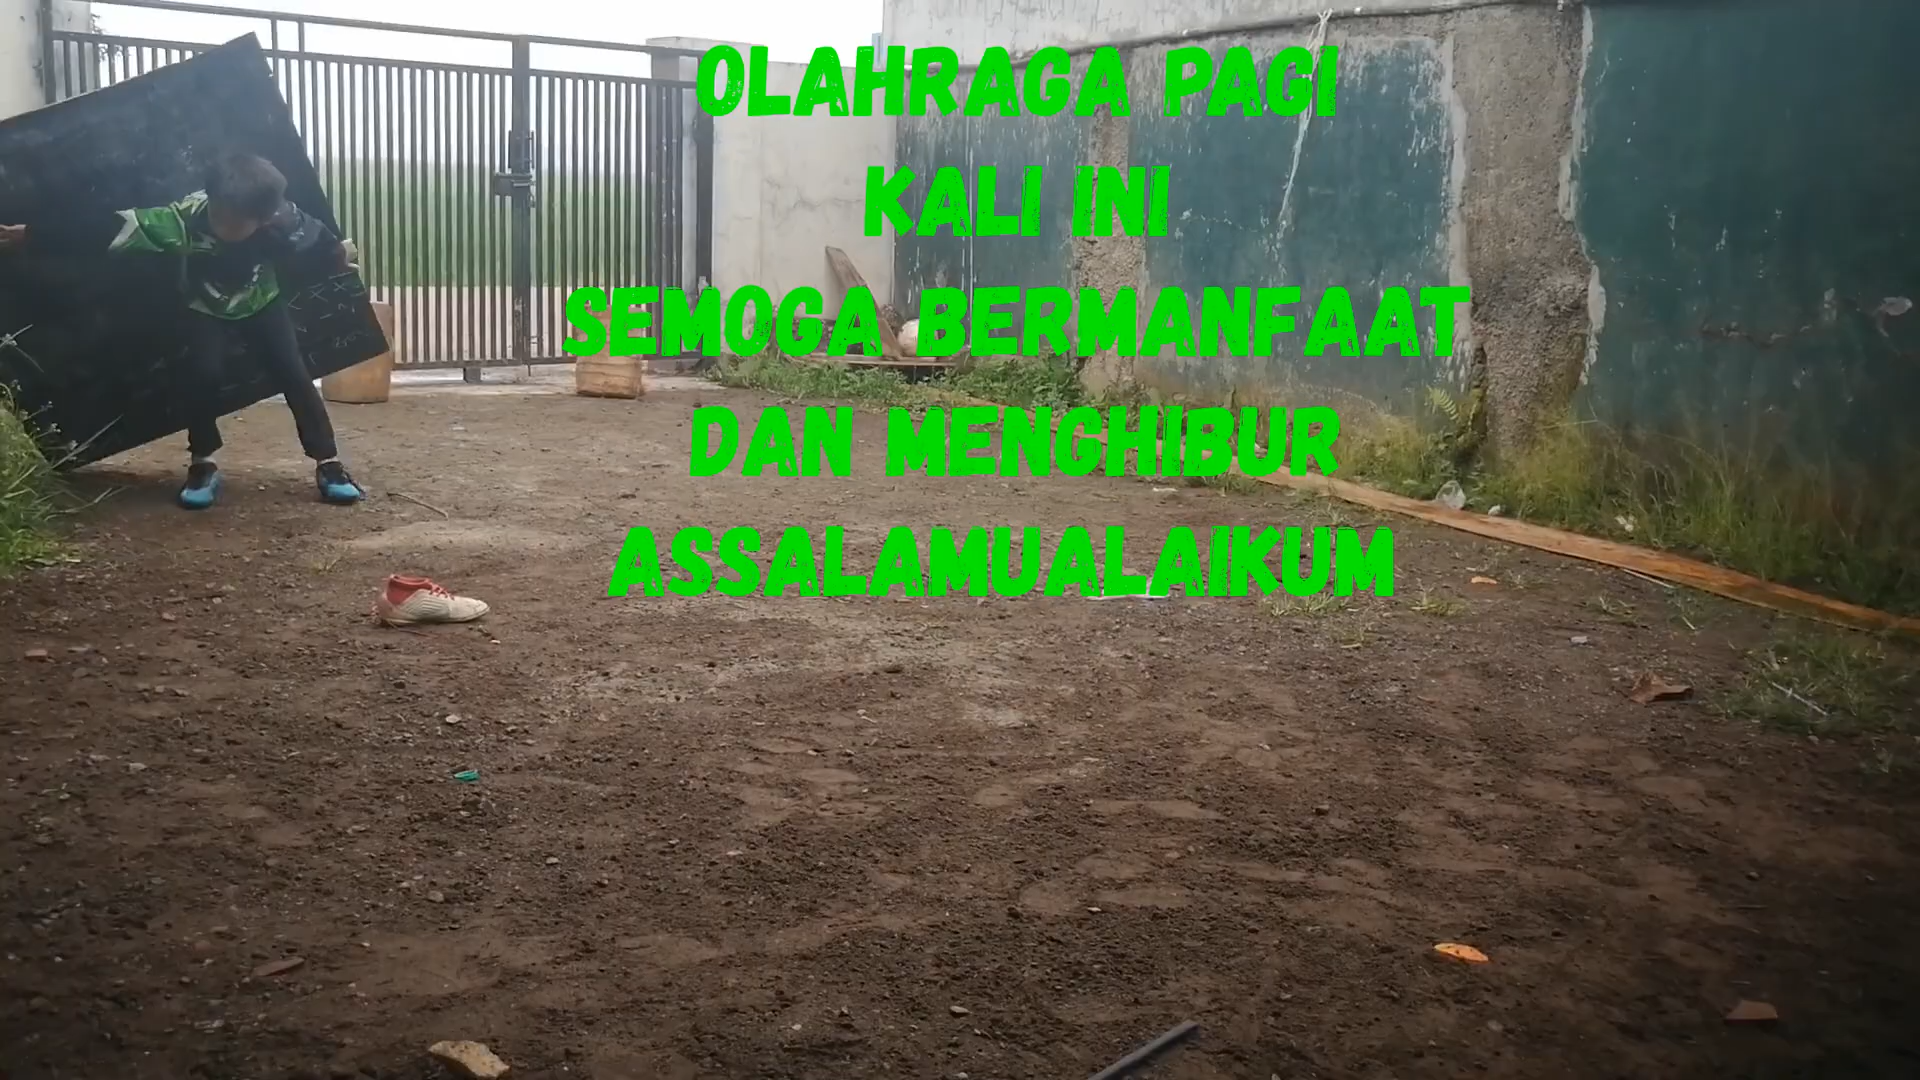 OLAHRAGA PAGI
KALI INI
SEMOGA BERMANFAAT
DAN MENGHIBUR
ASSALAMUALAIKUM